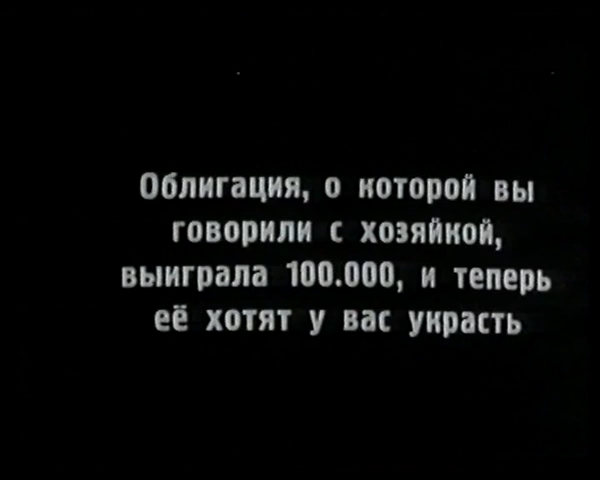 Облигация, о которой вы
говорили с хозяйкой,
выиграла 100.000, и теперь
её хотят у вас украсть